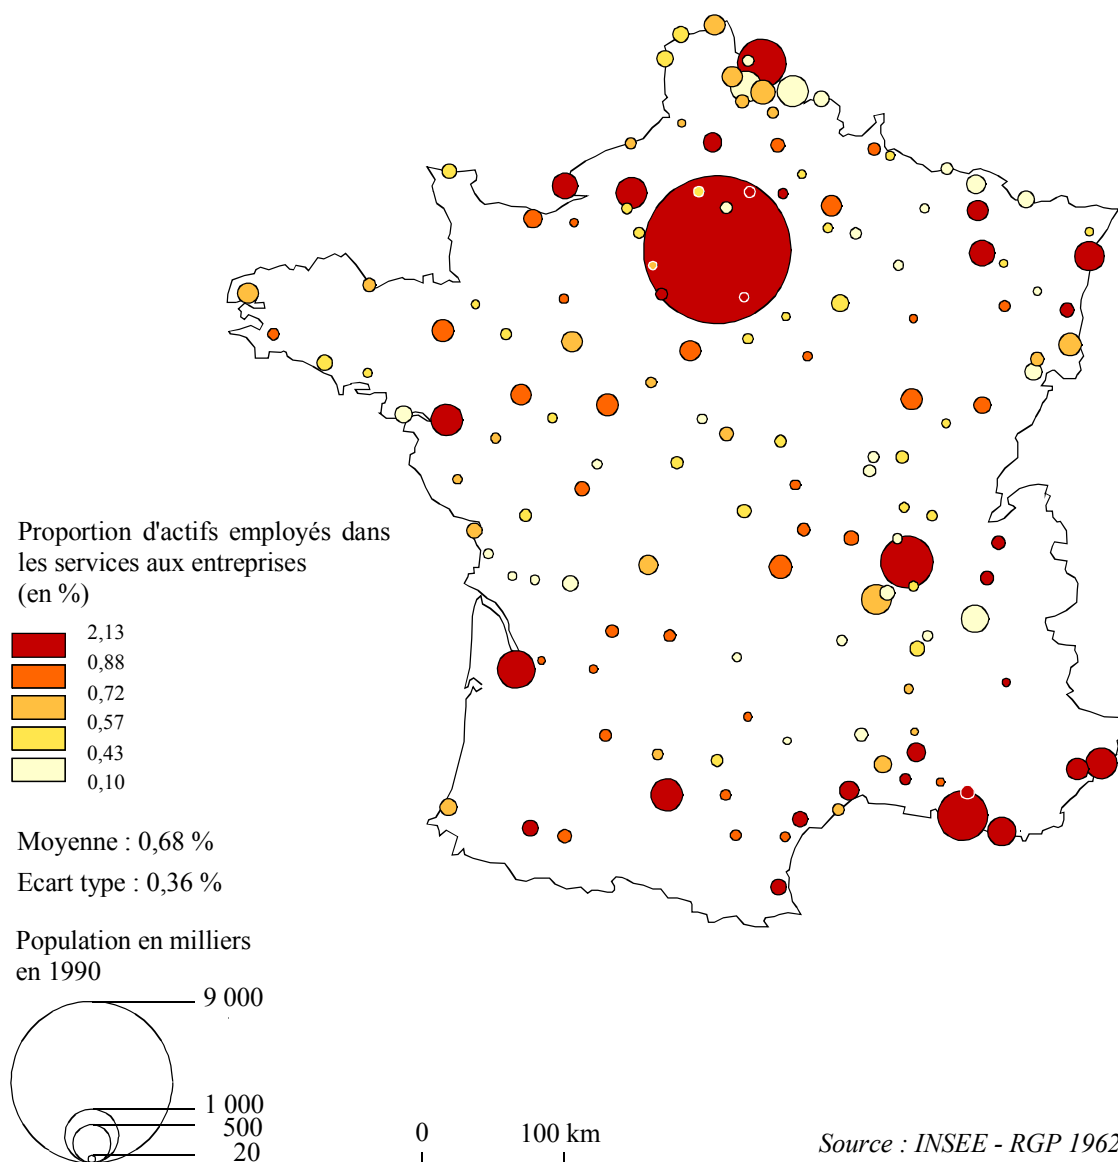 Proportion d'actifs employés dans
les services aux entreprises
(en %)
2,13
0,88
0,72
0,57
0,43
0,10
Moyenne : 0,68 %
Ecart type : 0,36 %
Population en milliers
en 1990
9 000
1 000
500
20
0 100 km
Source : INSEE - RGP 1962